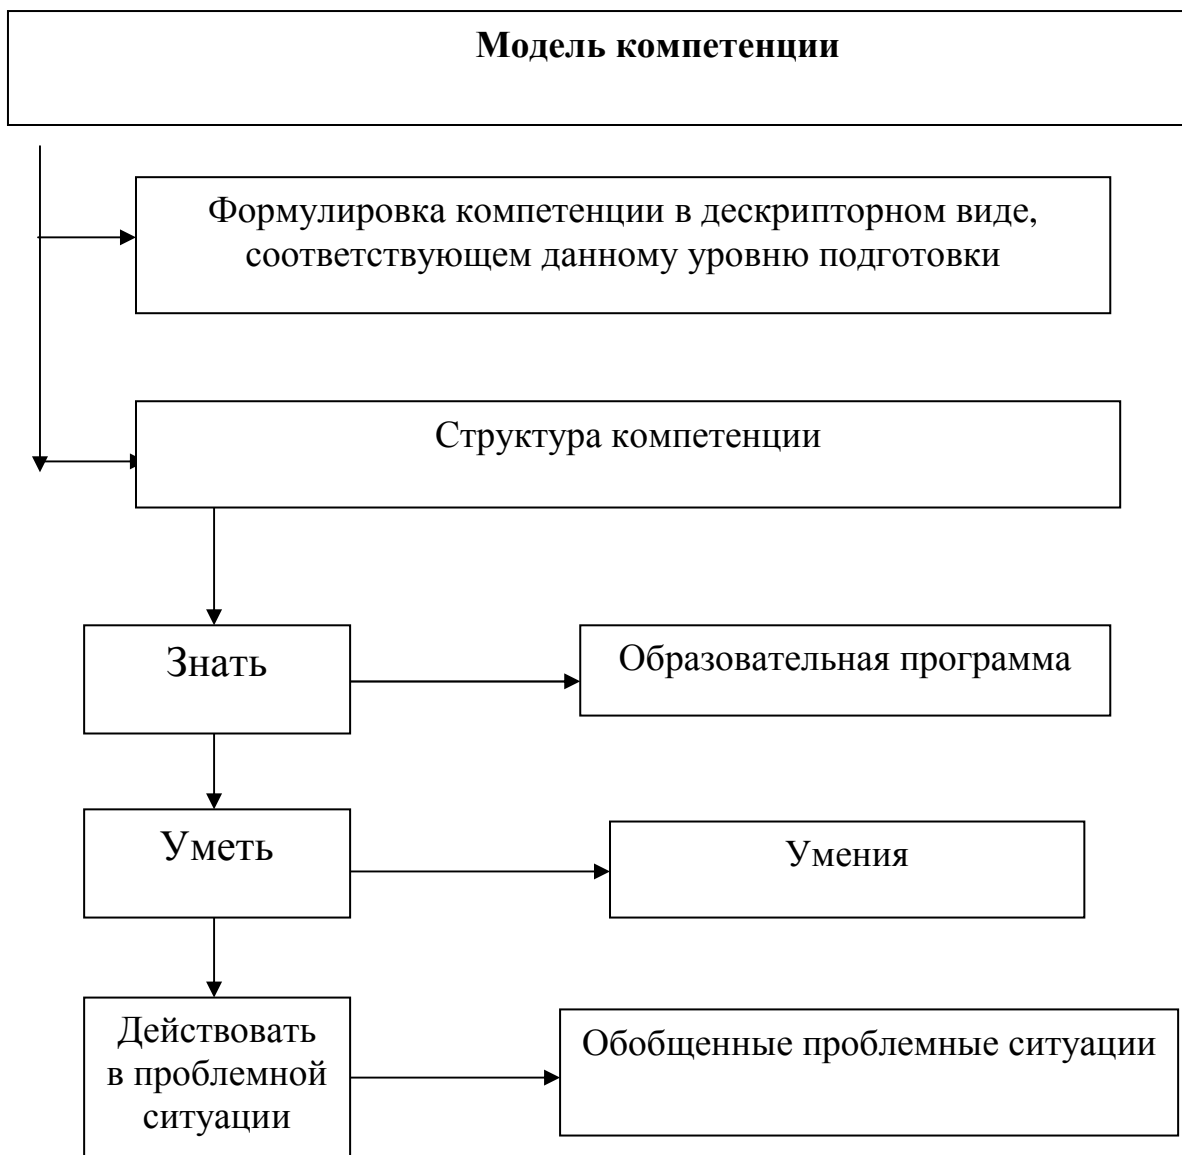 Модель компетенции
Формулировка компетенции в дескрипторном виде,
соответствующем данному уровню подготовки
Структура компетенции
Знать
Образовательная программа
Уметь
Умения
Действовать
в проблемной
ситуации
Обобщенные проблемные ситуации